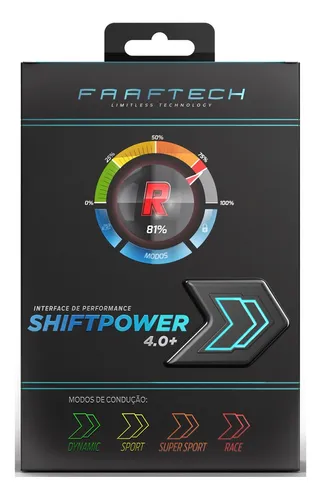 FAAFTECH
LIMITLESS TECHNOLOGY
50%
25% 75%
0% 100%
R
81%
MODOS
INTERFACE DE PERFORMANCE
SHIFTPOWER
4.0+
MODOS DE CONDUÇÃO:
DYNAMIC SPORT SUPER SPORT RACE